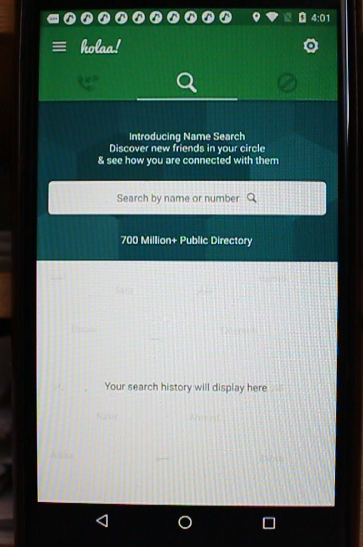 4:01
holaa!
Introducing Name Search
Discover new friends in your circle
& see how you are connected with them
Search by name or number
700 Million+ Public Directory
Your search history will display here